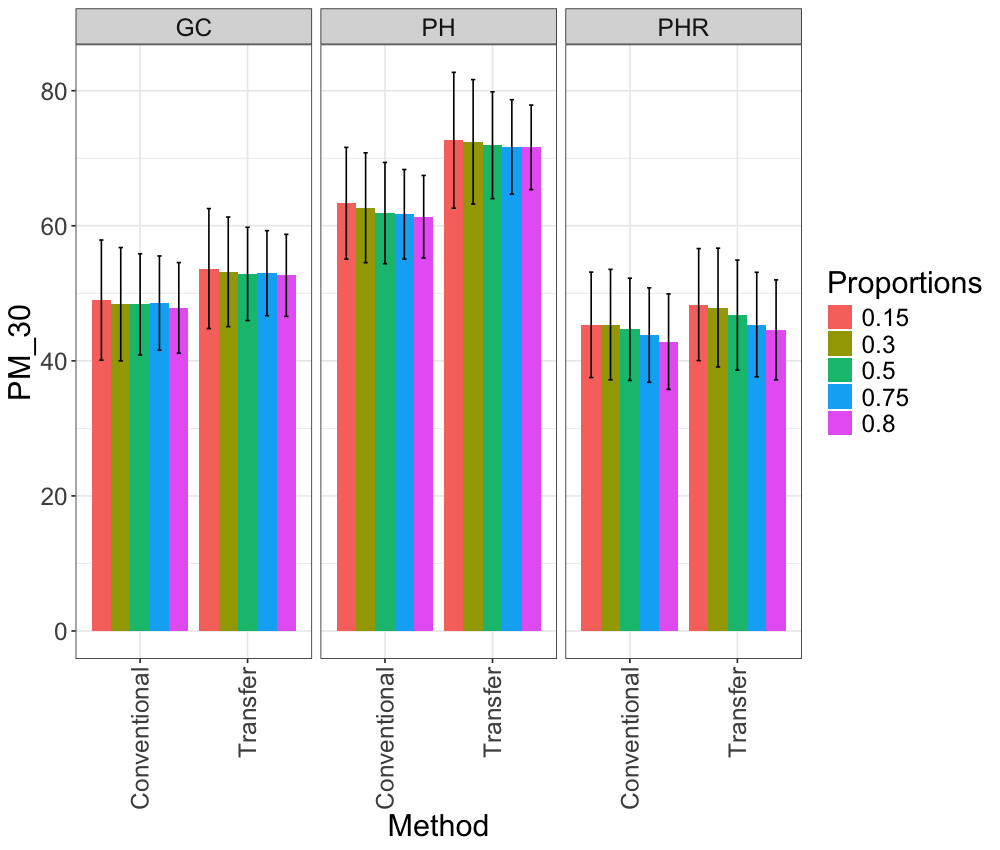 GC PH PHR
80
60
40
20
0
PM_30
Conventional Transfer Conventional Transfer Conventional Transfer
Method
Proportions
0.15
0.3
0.5
0.75
0.8